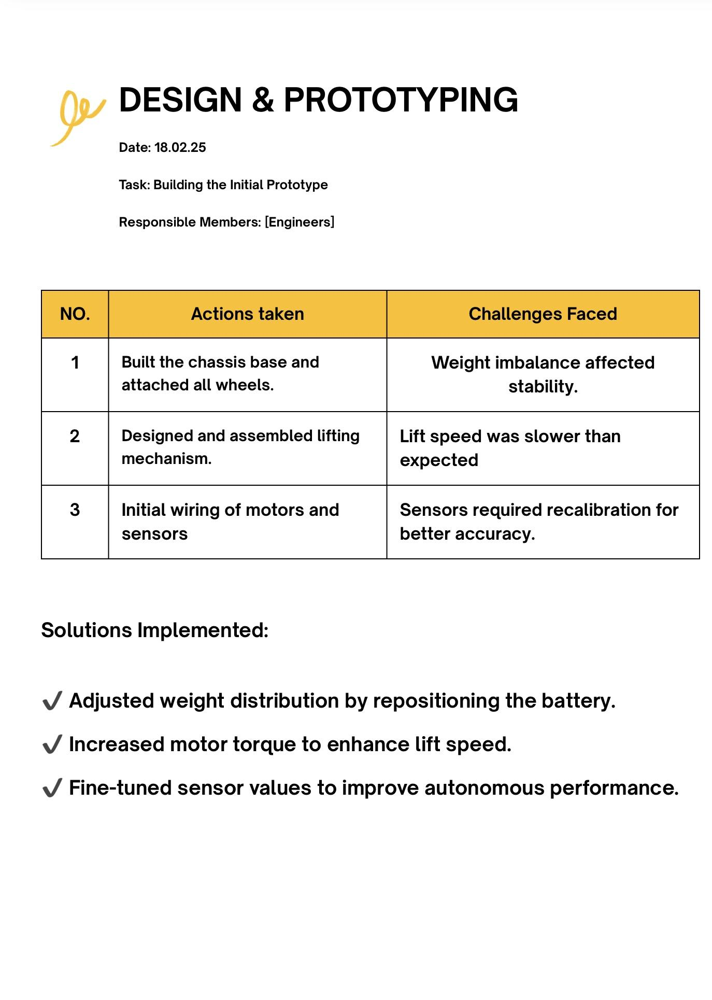 DESIGN & PROTOTYPING
Date: 18.02.25
Task: Building the Initial Prototype
Responsible Members: [Engineers]
NO. Actions taken Challenges Faced
1 Built the chassis base and attached all wheels. Weight imbalance affected stability.
2 Designed and assembled lifting mechanism. Lift speed was slower than expected
3 Initial wiring of motors and sensors Sensors required recalibration for better accuracy.
Solutions Implemented:
✔ Adjusted weight distribution by repositioning the battery.
✔ Increased motor torque to enhance lift speed.
✔ Fine-tuned sensor values to improve autonomous performance.